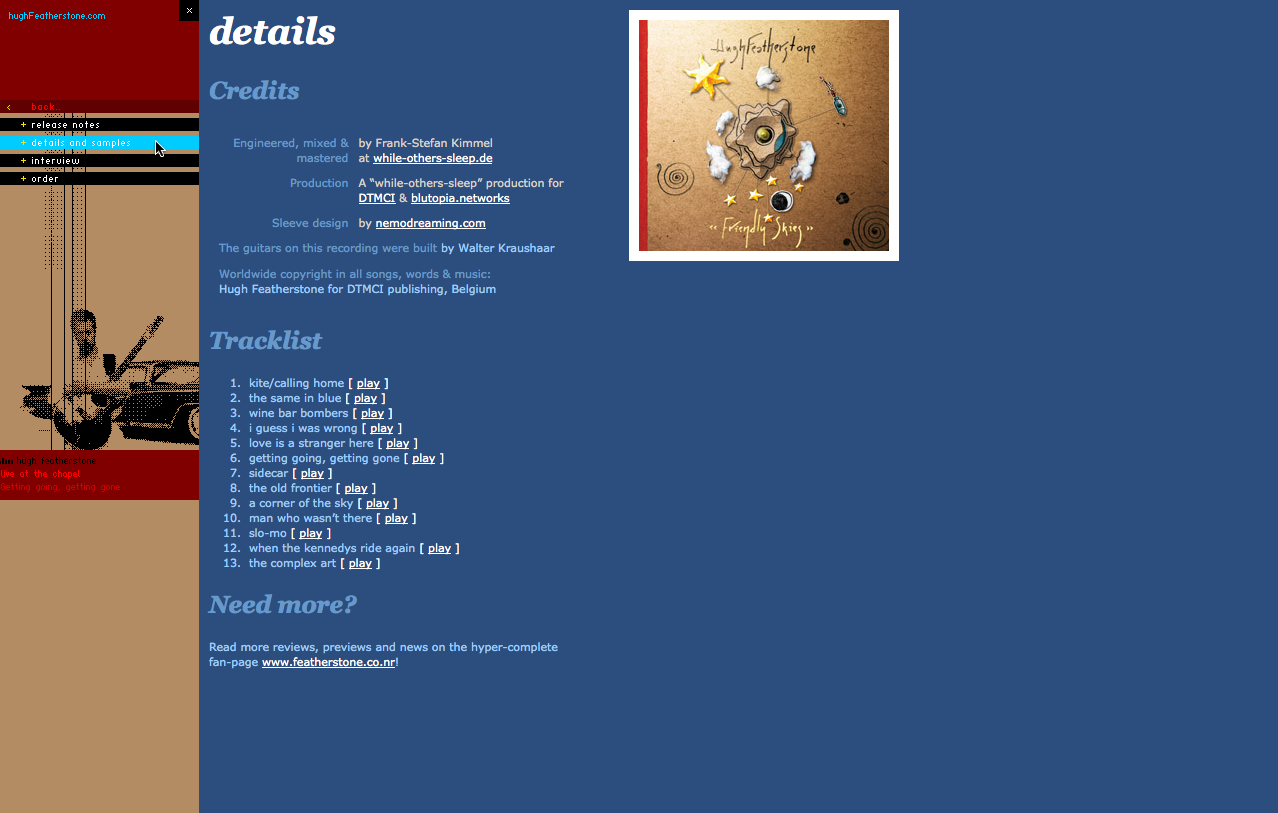 hughFeatherstone.com
×
< back..
+ release notes
+ details and samples
+ interview
+ order
hugh featherstone
live at the chapel
Getting going, getting gone
details
Credits
Engineered, mixed & mastered by Frank-Stefan Kimmel
at while-others-sleep.de
Production A “while-others-sleep” production for
DTMCI & blutopia.networks
Sleeve design by nemodreaming.com
The guitars on this recording were built by Walter Kraushaar
Worldwide copyright in all songs, words & music:
Hugh Featherstone for DTMCI publishing, Belgium
Tracklist
1. kite/calling home [ play ]
2. the same in blue [ play ]
3. wine bar bombers [ play ]
4. i guess i was wrong [ play ]
5. love is a stranger here [ play ]
6. getting going, getting gone [ play ]
7. sidecar [ play ]
8. the old frontier [ play ]
9. a corner of the sky [ play ]
10. man who wasn’t there [ play ]
11. slo-mo [ play ]
12. when the kennedys ride again [ play ]
13. the complex art [ play ]
Need more?
Read more reviews, previews and news on the hyper-complete
fan-page www.featherstone.co.nr!
Hugh Featherstone
“Friendly Skies”